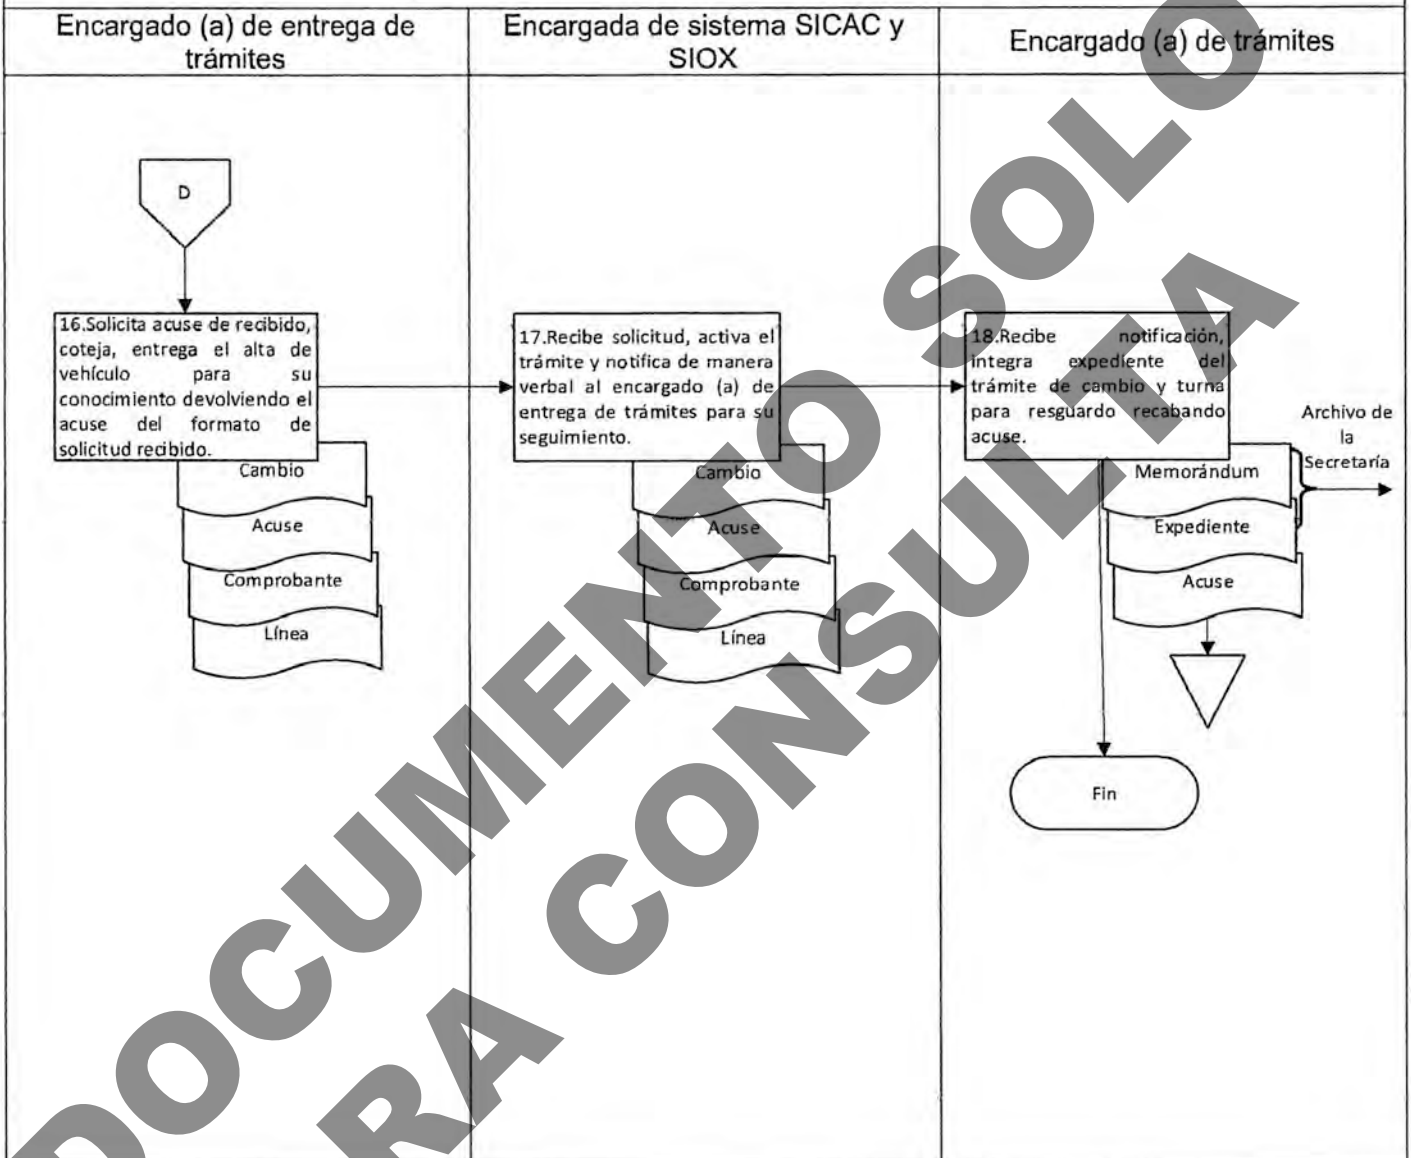 Encargado (a) de entrega de
trámites
Encargada de sistema SICAC y
SIOX
Encargado (a) de trámites
D
16.Solicita acuse de recibido,
coteja, entrega el alta de
vehículo para su
conocimiento devolviendo el
acuse del formato de
solicitud recibido.
Cambio
Acuse
Comprobante
Línea
17.Recibe solicitud, activa el
trámite y notifica de manera
verbal al encargado (a) de
entrega de trámites para su
seguimiento.
Cambio
Acuse
Comprobante
Línea
18.Recibe notificación,
integra expediente del
trámite de cambio y turna
para resguardo recabando
acuse.
Memorándum
Expediente
Acuse
Archivo de
la
Secretaría
Fin
DOCUMENTO SOLO
RA CONSULTA